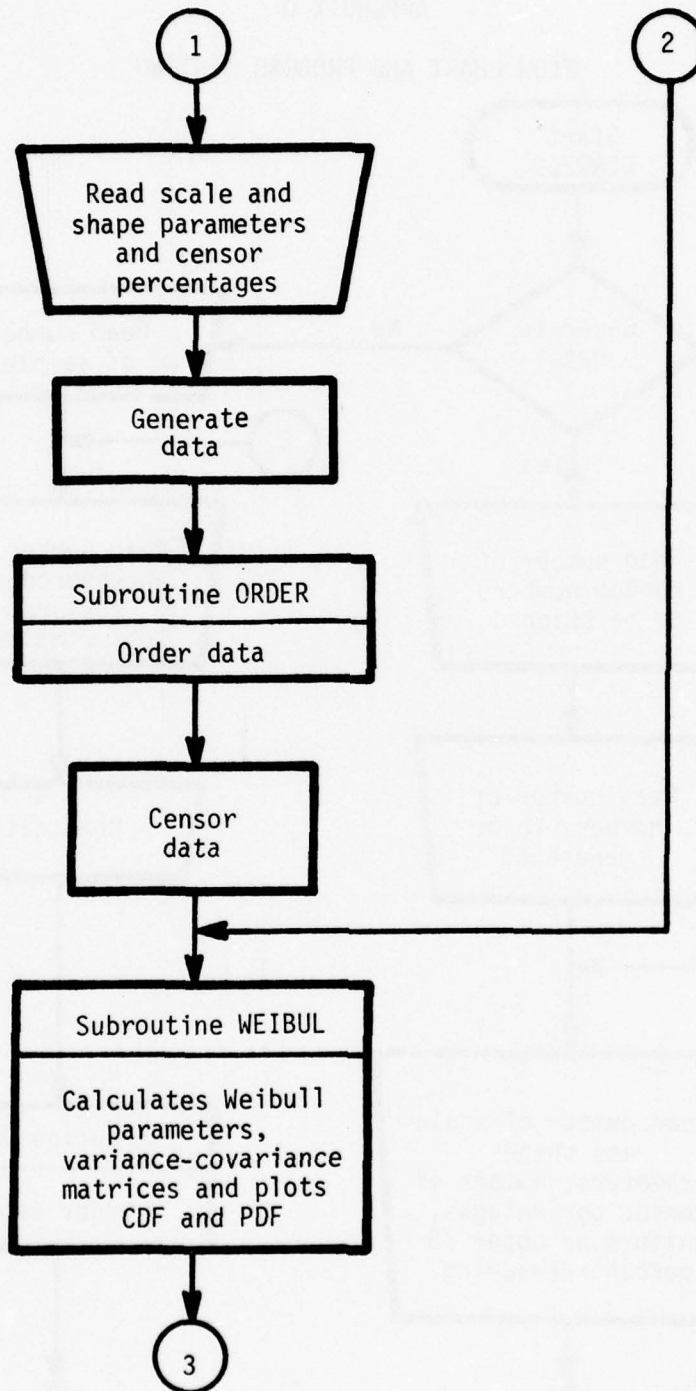 1
2
Read scale and
shape parameters
and censor
percentages
Generate
data
Subroutine ORDER
Order data
Censor
data
Subroutine WEIBUL
Calculates Weibull
parameters,
variance-covariance
matrices and plots
CDF and PDF
3